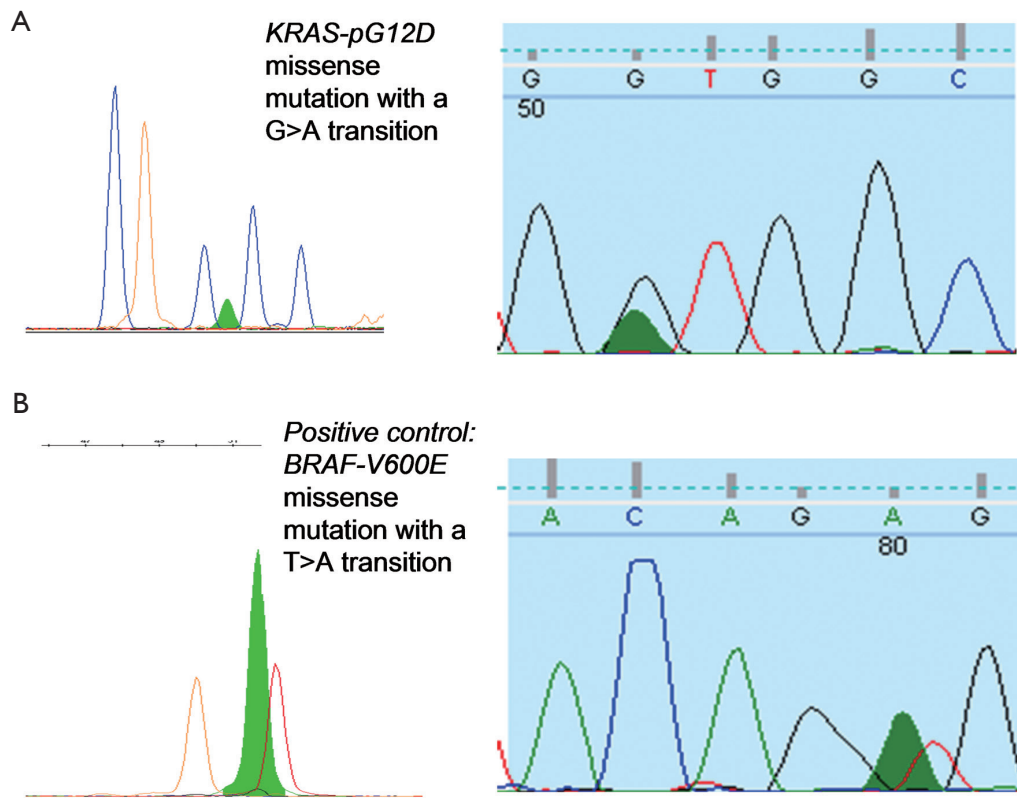 A
KRAS-pG12D
missense
mutation with a
G>A transition
G G T G G C
50
B
Positive control:
BRAF-V600E
missense
mutation with a
T>A transition
A C A G A G
80